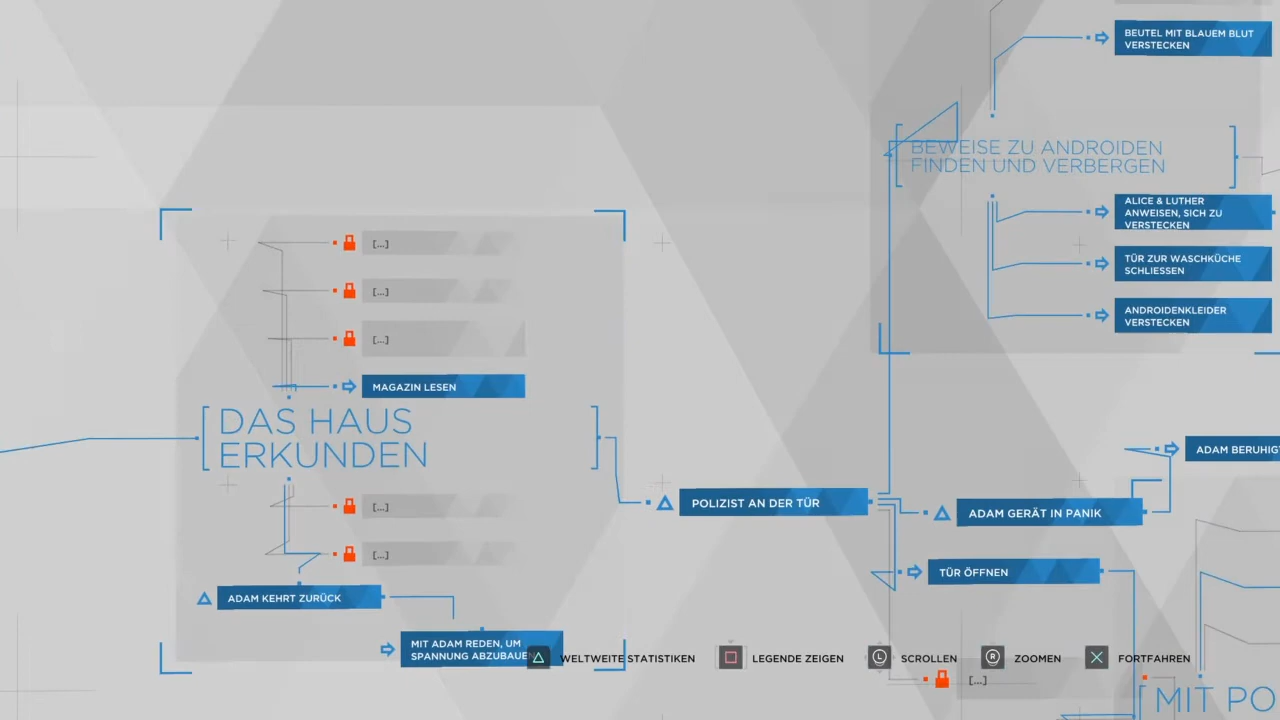 BEUTEL MIT BLAUEM BLUT
VERSTECKEN
BEWEISE ZU ANDROIDEN
FINDEN UND VERBERGEN
ALICE & LUTHER
ANWEISEN, SICH ZU
VERSTECKEN
TÜR ZUR WASCHKÜCHE
SCHLIESSEN
ANDROIDENKLEIDER
VERSTECKEN
[...]
[...]
[...]
MAGAZIN LESEN
DAS HAUS
ERKUNDEN
[...]
[...]
ADAM KEHRT ZURÜCK
MIT ADAM REDEN, UM
SPANNUNG ABZUBAUEN
POLIZIST AN DER TÜR
ADAM BERUHIGT
ADAM GERÄT IN PANIK
TÜR ÖFFNEN
[...]
MIT PO
WELTWEITE STATISTIKEN
LEGENDE ZEIGEN
L SCROLLEN
R ZOOMEN
FORTFAHREN